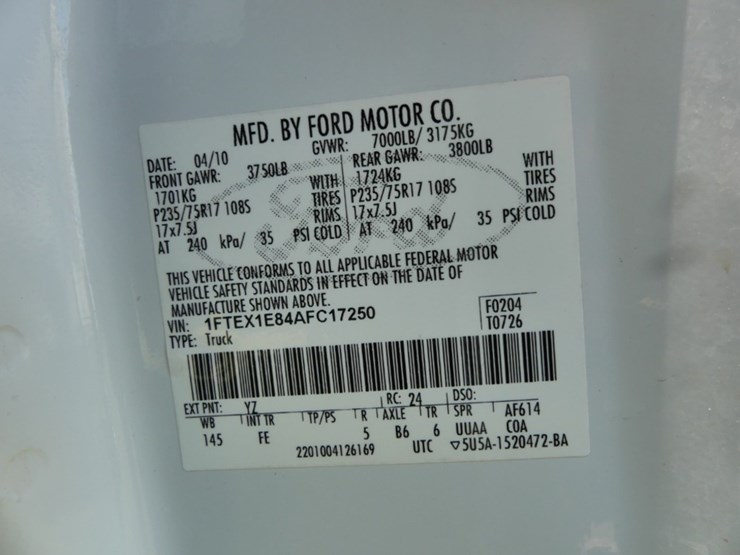 MFD. BY FORD MOTOR CO.
DATE: 04/10 GVWR: 7000LB/ 3175KG
FRONT GAWR: 3750LB REAR GAWR: 3800LB
1701KG WITH 1724KG WITH
P235/75R17 108S TIRES P235/75R17 108S TIRES
17x7.5J RIMS 17x7.5J RIMS
AT 240 kPa/ 35 PSI COLD AT 240 kPa/ 35 PSI COLD
Ford
THIS VEHICLE CONFORMS TO ALL APPLICABLE FEDERAL MOTOR
VEHICLE SAFETY STANDARDS IN EFFECT ON THE DATE OF
MANUFACTURE SHOWN ABOVE.
VIN: 1FTEX1E84AFC17250 F0204
TYPE: Truck T0726
EXT PNT: YZ RC: 24 DSO:
WB INT TR TP/PS R AXLE TR SPR AF614
145 FE 5 B6 6 UUAA COA
2201004126169 UTC ▽5U5A-1520472-BA